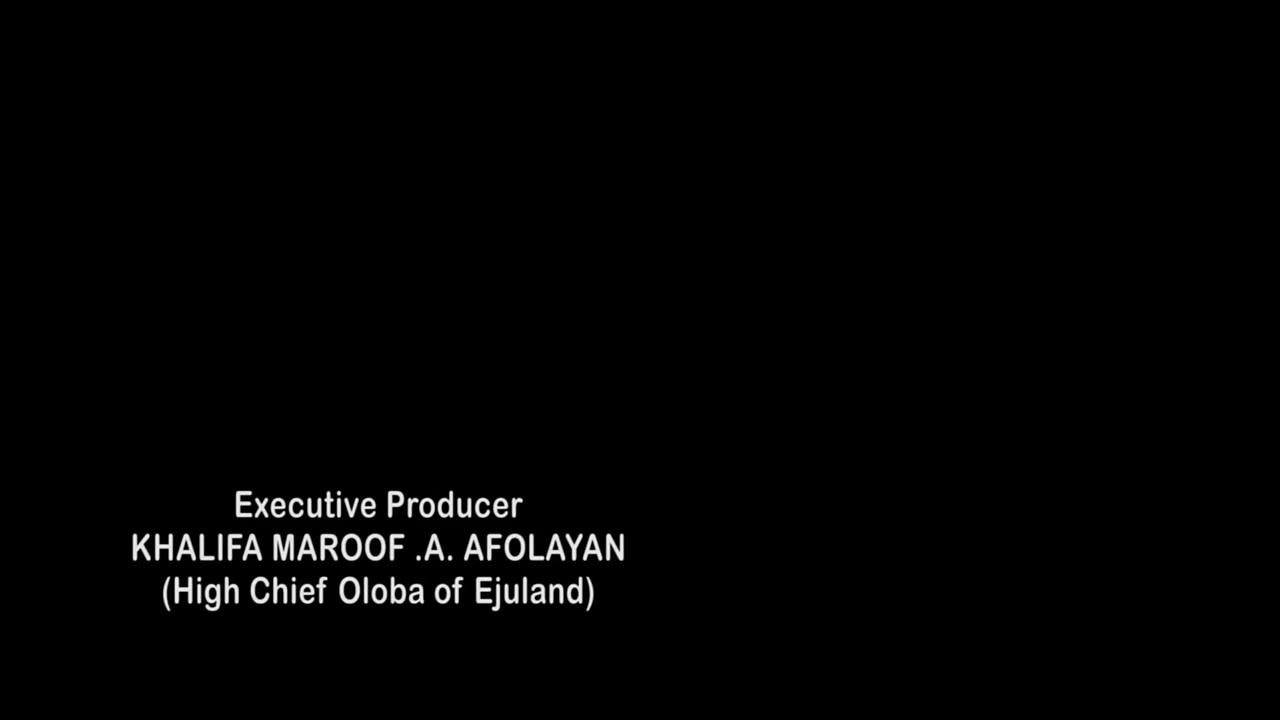 Executive Producer
KHALIFA MAROOF .A. AFOLAYAN
(High Chief Oloba of Ejuland)